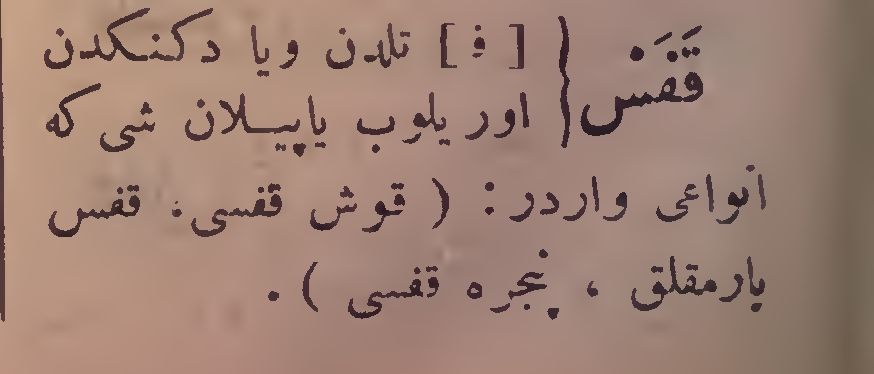 قَفَسْ } [ ف ] تلدن ویا دکنکدن
اوریلوب یاپیلان شی که
انواعی واردر : ( قوش قفسی، قفس
پارمقلق ، پنجره قفسی ) .